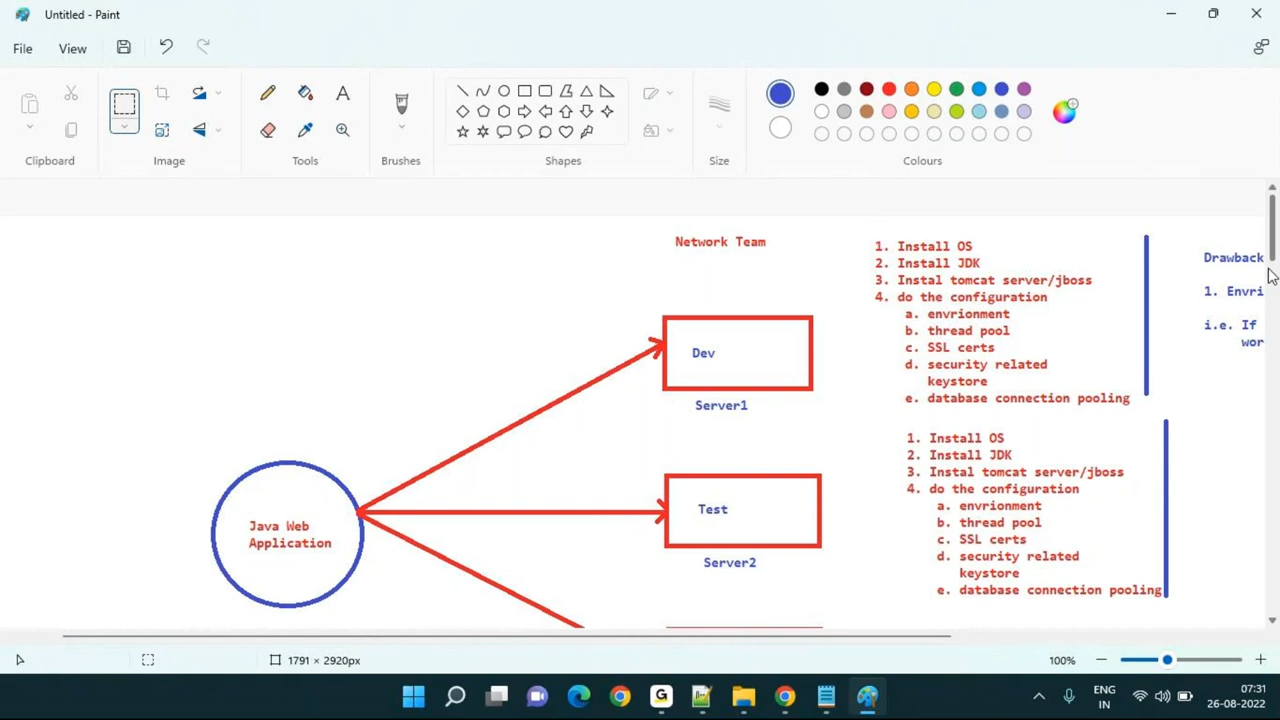 Untitled - Paint
File
View
Clipboard
Image
Tools
Brushes
Shapes
Size
Colours
Network Team
1. Install OS
2. Install JDK
3. Instal tomcat server/jboss
4. do the configuration
a. envrionment
b. thread pool
c. SSL certs
d. security related
keystore
e. database connection pooling
Drawback
1. Envri
i.e. If
wor
Dev
Server1
1. Install OS
2. Install JDK
3. Instal tomcat server/jboss
4. do the configuration
a. envrionment
b. thread pool
c. SSL certs
d. security related
keystore
e. database connection pooling
Java Web
Application
Test
Server2
1791 × 2920px
100%
ENG
IN
07:31
26-08-2022